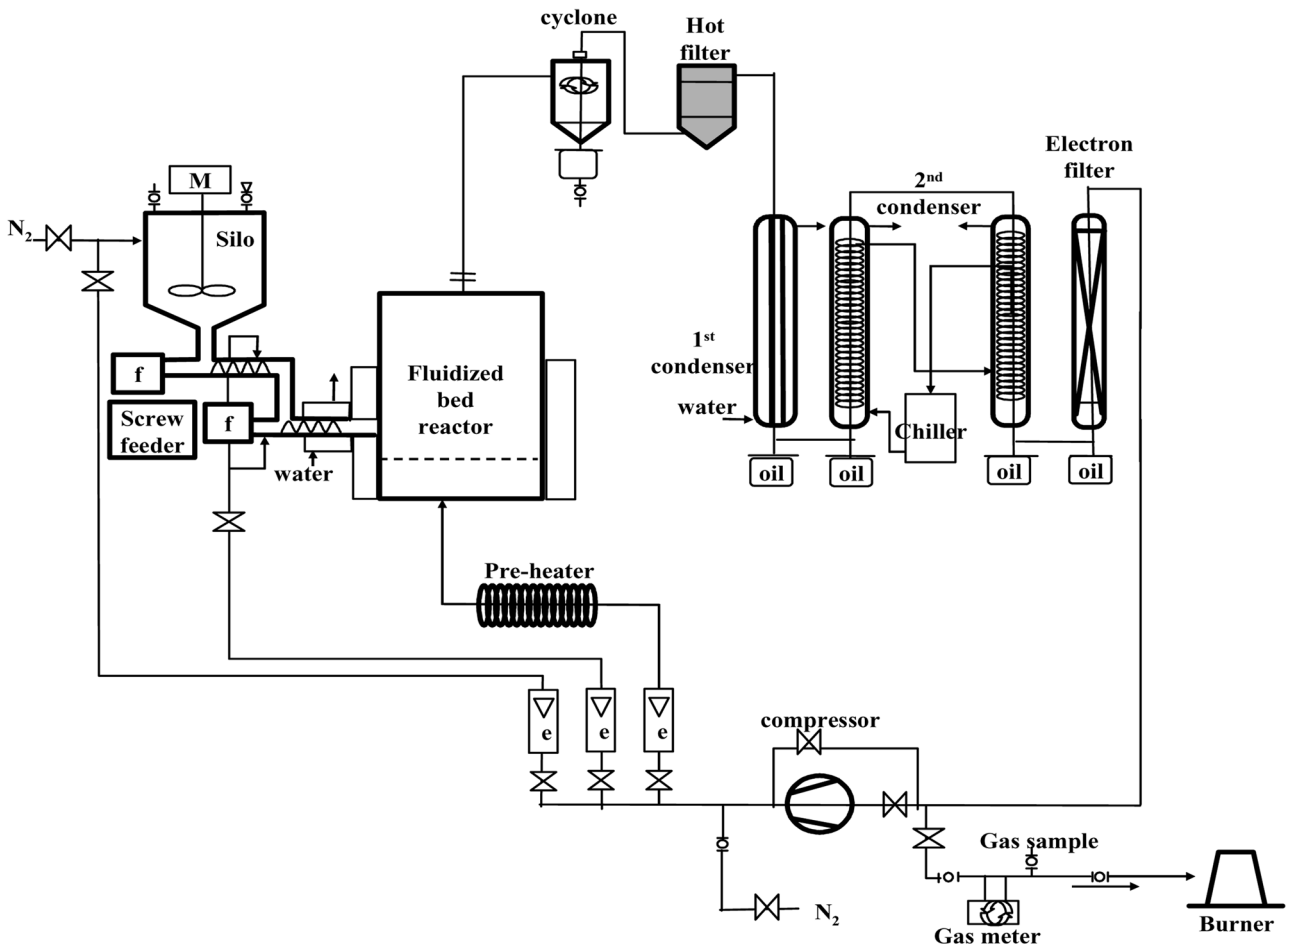 cyclone
Hot
filter
Electron
filter
M
2nd
condenser
N2
Silo
1st
condenser
Fluidized
bed
reactor
f
f
Screw
feeder
water
Chiller
water
oil
oil
oil
oil
Pre-heater
e
e
e
compressor
Gas sample
N2
Gas meter
Burner